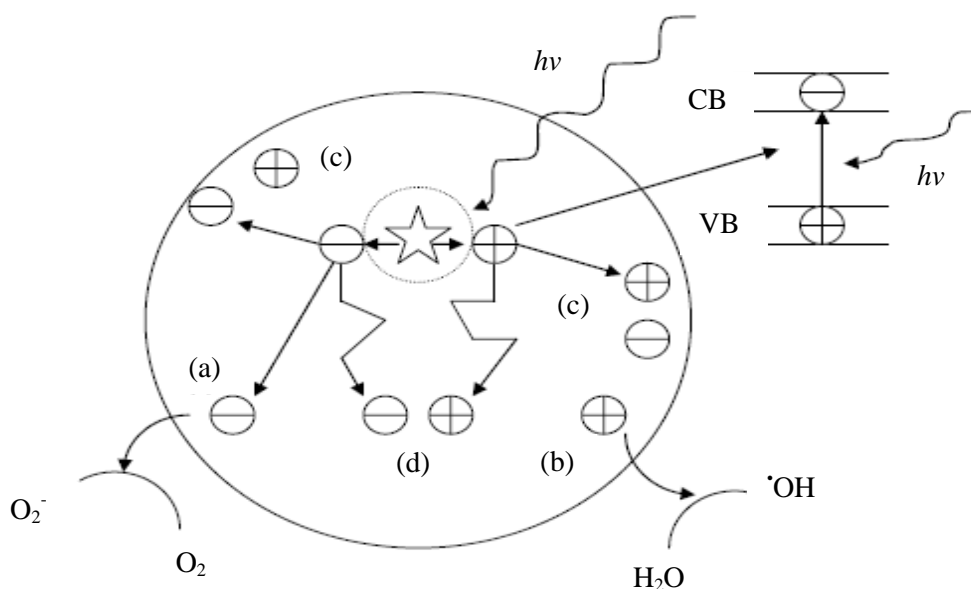 hν
CB
(c)
hν
VB
(c)
(a)
(d)
(b)
•OH
O₂⁻
O₂
H₂O